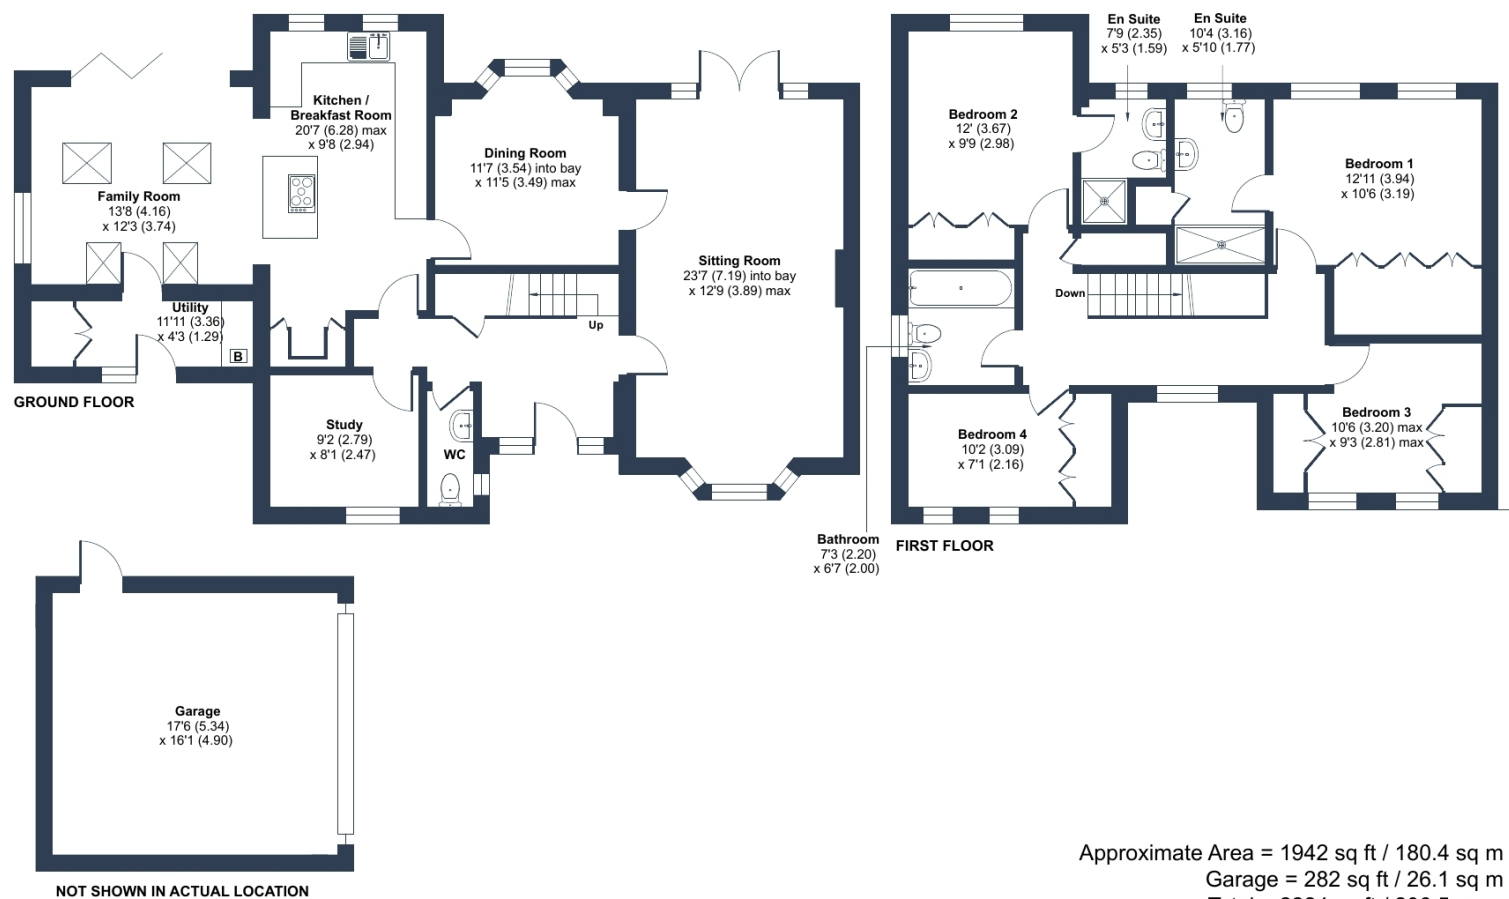 En Suite
7'9 (2.35)
x 5'3 (1.59)
En Suite
10'4 (3.16)
x 5'10 (1.77)
Kitchen /
Breakfast Room
20'7 (6.28) max
x 9'8 (2.94)
Dining Room
11'7 (3.54) into bay
x 11'5 (3.49) max
Family Room
13'8 (4.16)
x 12'3 (3.74)
Sitting Room
23'7 (7.19) into bay
x 12'9 (3.89) max
Utility
11'11 (3.36)
x 4'3 (1.29)
B
Up
GROUND FLOOR
Study
9'2 (2.79)
x 8'1 (2.47)
WC
Bedroom 2
12' (3.67)
x 9'9 (2.98)
Bedroom 1
12'11 (3.94)
x 10'6 (3.19)
Down
Bedroom 4
10'2 (3.09)
x 7'1 (2.16)
Bedroom 3
10'6 (3.20) max
x 9'3 (2.81) max
Bathroom
7'3 (2.20)
x 6'7 (2.00)
FIRST FLOOR
Garage
17'6 (5.34)
x 16'1 (4.90)
NOT SHOWN IN ACTUAL LOCATION
Approximate Area = 1942 sq ft / 180.4 sq m
Garage = 282 sq ft / 26.1 sq m